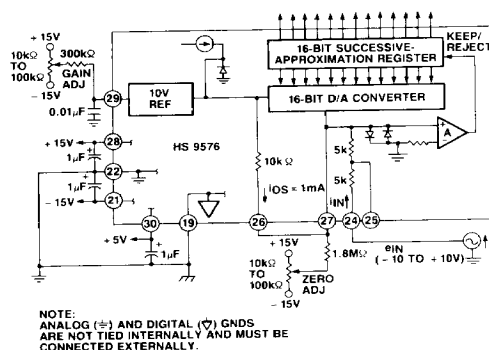 + 15V
10kΩ
TO
100kΩ
300kΩ
GAIN
ADJ
− 15V
0.01µF
29
10V
REF
16-BIT SUCCESSIVE-
APPROXIMATION REGISTER
KEEP/
REJECT
16-BIT D/A CONVERTER
A
+15V
28
1µF
22
1µF
− 15V
21
HS 9576
10kΩ
iOS = 1mA
5k
5k
iIN
30
19
26
27
24
25
+ 5V
1µF
+ 15V
10kΩ
TO
100kΩ
− 15V
1.8MΩ
ZERO
ADJ
eIN
(− 10 TO + 10V)
NOTE:
ANALOG (⏚) AND DIGITAL (▽) GNDS
ARE NOT TIED INTERNALLY AND MUST BE
CONNECTED EXTERNALLY.